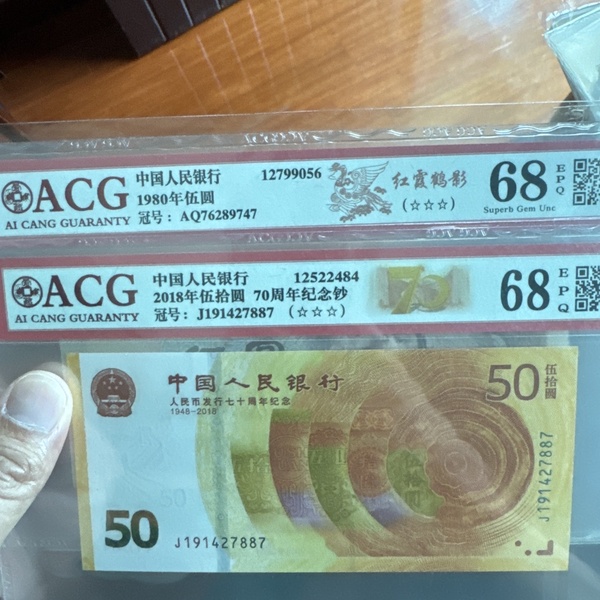 ACG
AI CANG GUARANTY
中国人民银行 12799056
1980年伍圆
冠号：AQ76289747
红霞鹤影
(☆☆☆)
68 EPQ
Superb Gem Unc
ACG
AI CANG GUARANTY
中国人民银行 12522484
2018年伍拾圆 70周年纪念钞
冠号：J191427887 (☆☆☆)
70
68 EPQ
中国人民银行
人民币发行七十周年纪念
1948-2018
50 伍拾圆
50
J191427887
J191427887